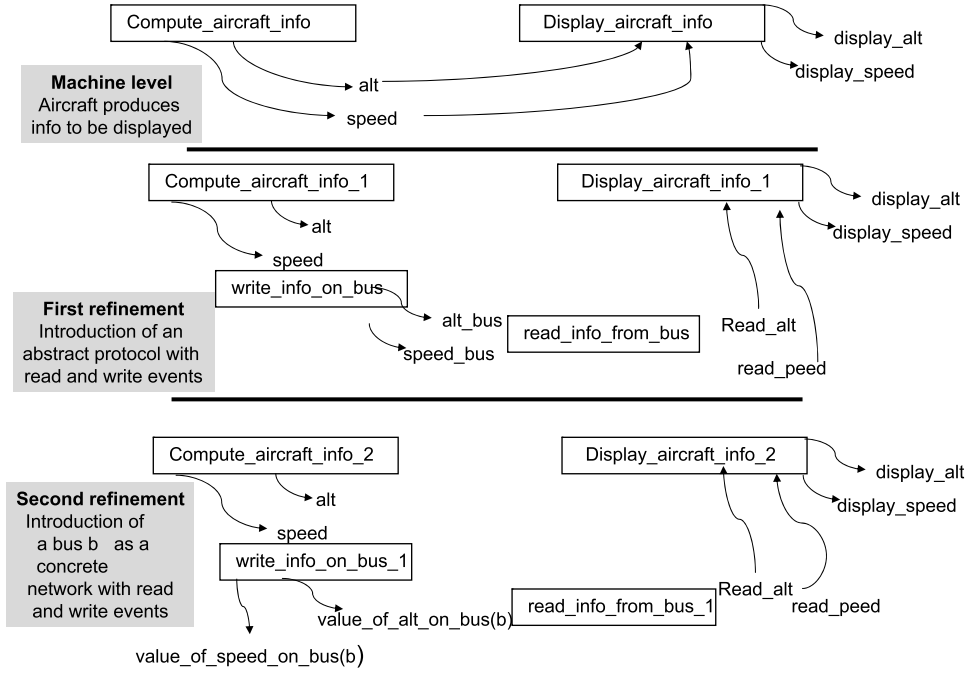 Compute_aircraft_info
Display_aircraft_info
display_alt
display_speed
Machine level
Aircraft produces
info to be displayed
alt
speed
Compute_aircraft_info_1
Display_aircraft_info_1
display_alt
display_speed
alt
speed
write_info_on_bus
First refinement
Introduction of an
abstract protocol with
read and write events
alt_bus
speed_bus
read_info_from_bus
Read_alt
read_peed
Compute_aircraft_info_2
Display_aircraft_info_2
display_alt
display_speed
Second refinement
Introduction of
a bus b as a
concrete
network with read
and write events
alt
speed
write_info_on_bus_1
value_of_alt_on_bus(b)
value_of_speed_on_bus(b)
read_info_from_bus_1
Read_alt
read_peed